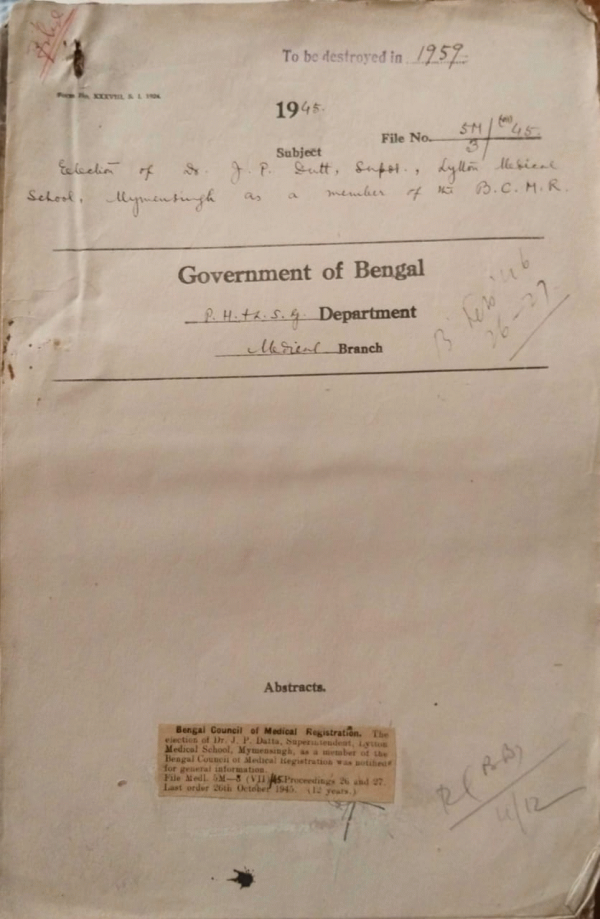 To be destroyed in 1959.
Form No. XXXVIII, S. I. 1924.
1945.
File No. 5M/3 45.
Subject
Election of Dr. J. P. Dutt, Supdt., Lytton Medical
School, Mymensingh as a member of the B.C.M.R.
Government of Bengal
P. H. & L. S. G. Department
Medical Branch
B 26-27
Abstracts.
Bengal Council of Medical Registration. The
election of Dr. J. P. Datta, Superintendent, Lytton
Medical School, Mymensingh, as a member of the
Bengal Council of Medical Registration was notified
for general information.
File Medl. 5M—3 (VII)/45 Proceedings 26 and 27.
Last order 26th October 1945. (12 years.)
4/12